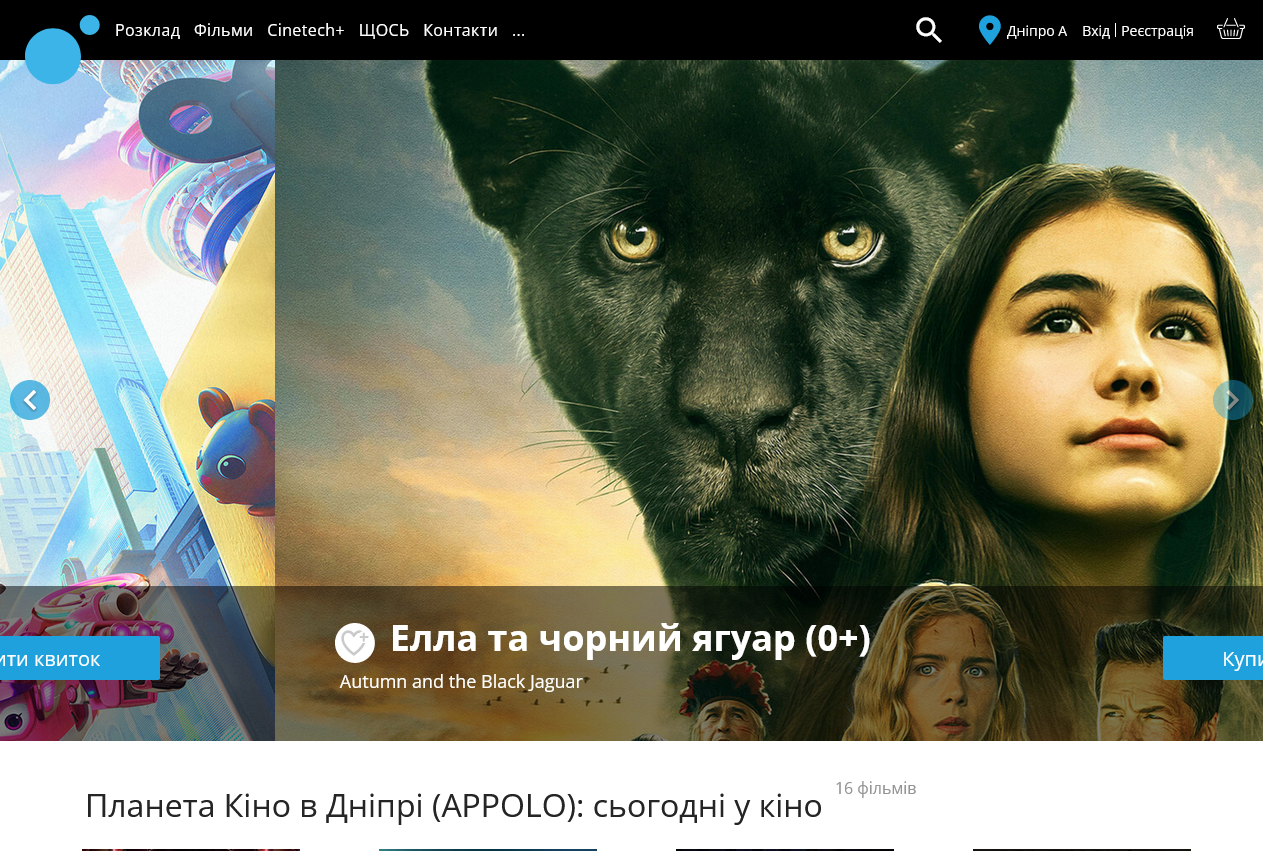 Розклад Фільми Cinetech+ ЩОСЬ Контакти ... Дніпро А Вхід | Реєстрація
Елла та чорний ягуар (0+)
ити квиток Купи
Autumn and the Black Jaguar
16 фільмів
Планета Кіно в Дніпрі (APPOLO): сьогодні у кіно